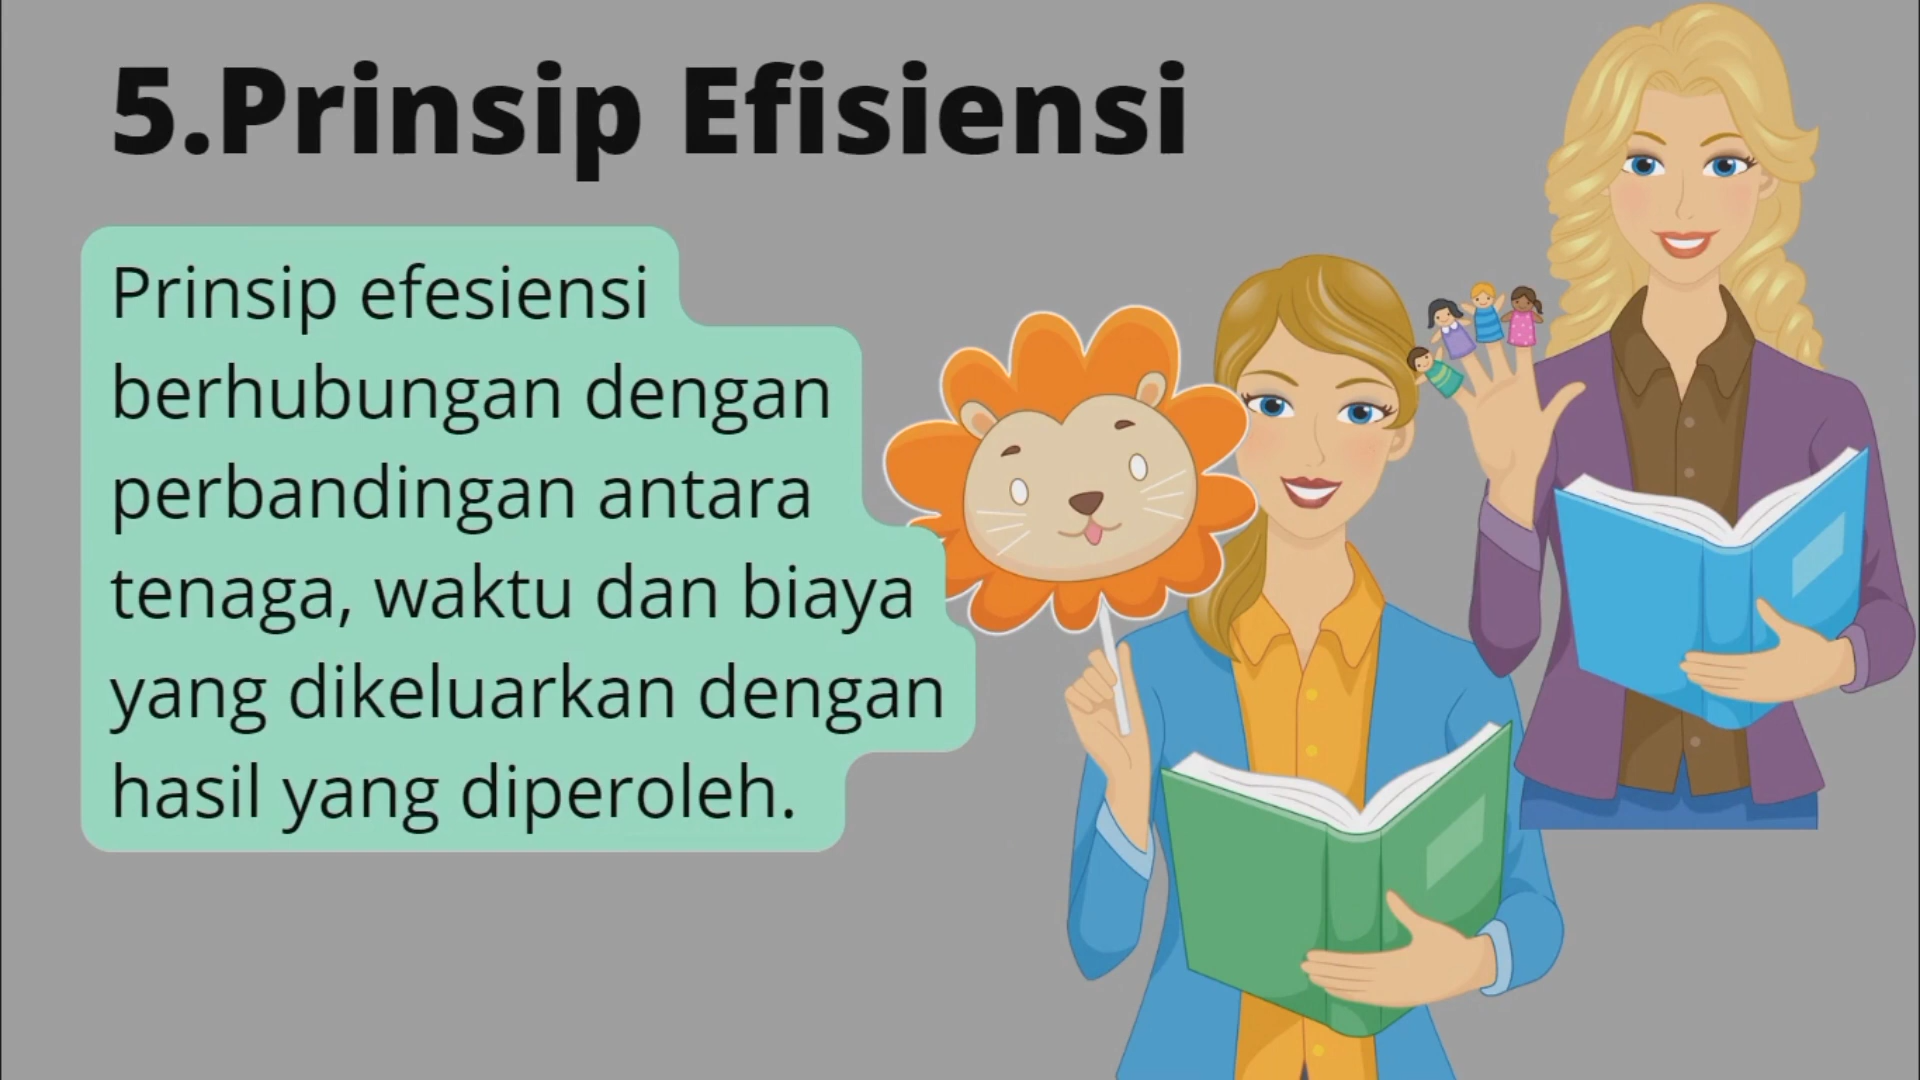 5.Prinsip Efisiensi
Prinsip efesiensi
berhubungan dengan
perbandingan antara
tenaga, waktu dan biaya
yang dikeluarkan dengan
hasil yang diperoleh.